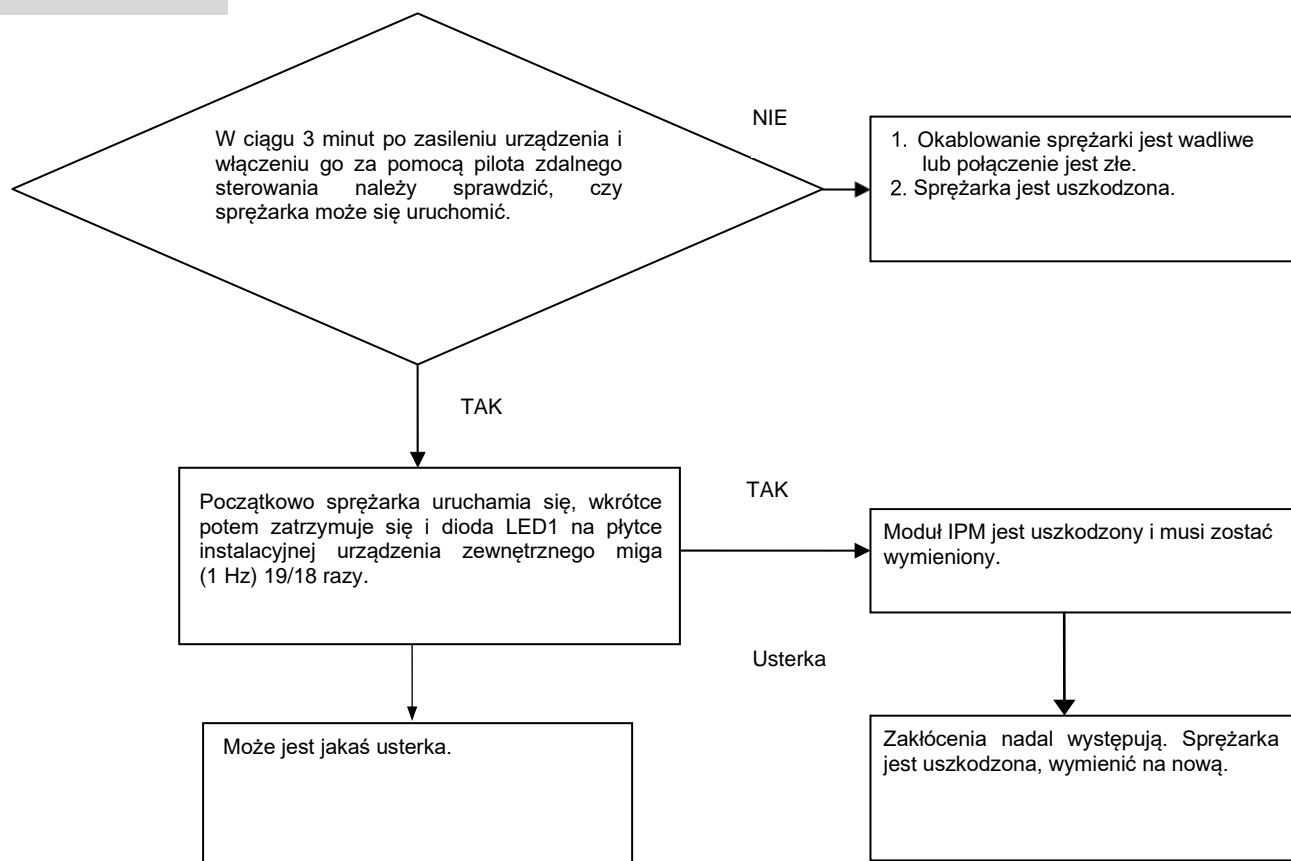 W ciągu 3 minut po zasileniu urządzenia i
włączeniu go za pomocą pilota zdalnego
sterowania należy sprawdzić, czy
sprężarka może się uruchomić.
NIE
1. Okablowanie sprężarki jest wadliwe
lub połączenie jest złe.
2. Sprężarka jest uszkodzona.
TAK
Początkowo sprężarka uruchamia się, wkrótce
potem zatrzymuje się i dioda LED1 na płytce
instalacyjnej urządzenia zewnętrznego miga
(1 Hz) 19/18 razy.
TAK
Moduł IPM jest uszkodzony i musi zostać
wymieniony.
Usterka
Może jest jakaś usterka.
Zakłócenia nadal występują. Sprężarka
jest uszkodzona, wymienić na nową.